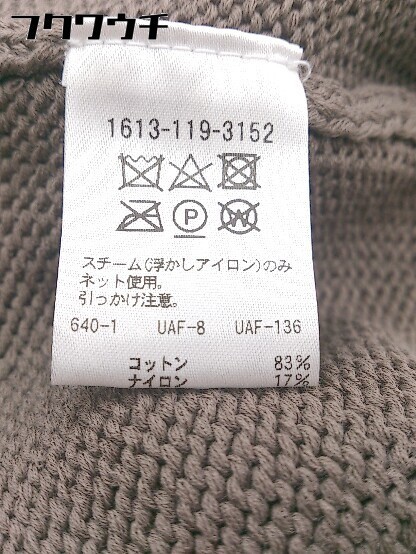 フクウウチ
1613-119-3152
P W
スチーム(浮かしアイロン)のみ
ネット使用。
引っかけ注意。
640-1 UAF-8 UAF-136
コットン 83%
ナイロン 17%